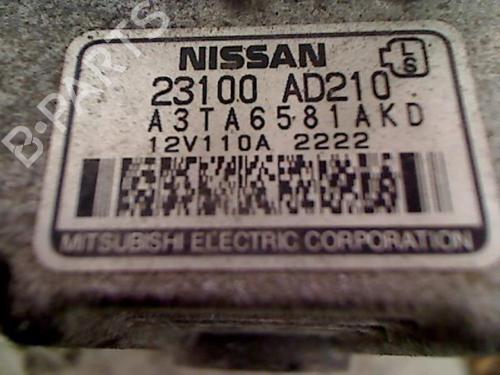 NISSAN
L
S
23100 AD210
A3TA6581AKD
12V110A 2222
MITSUBISHI ELECTRIC CORPORATION
B-PARTS